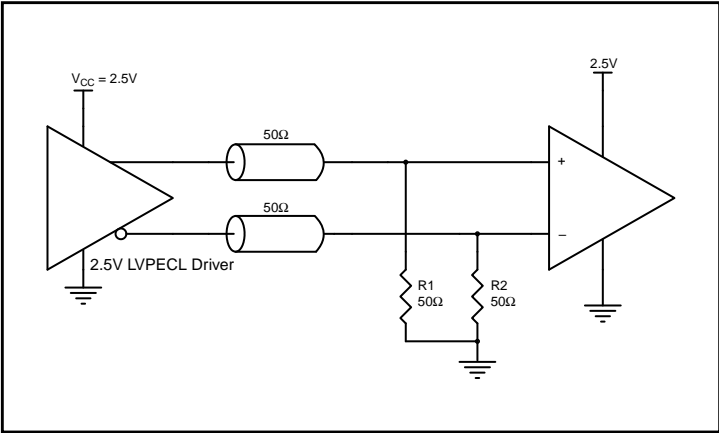 2.5V
V_CC = 2.5V
50Ω
+
50Ω
–
2.5V LVPECL Driver
R1
50Ω
R2
50Ω